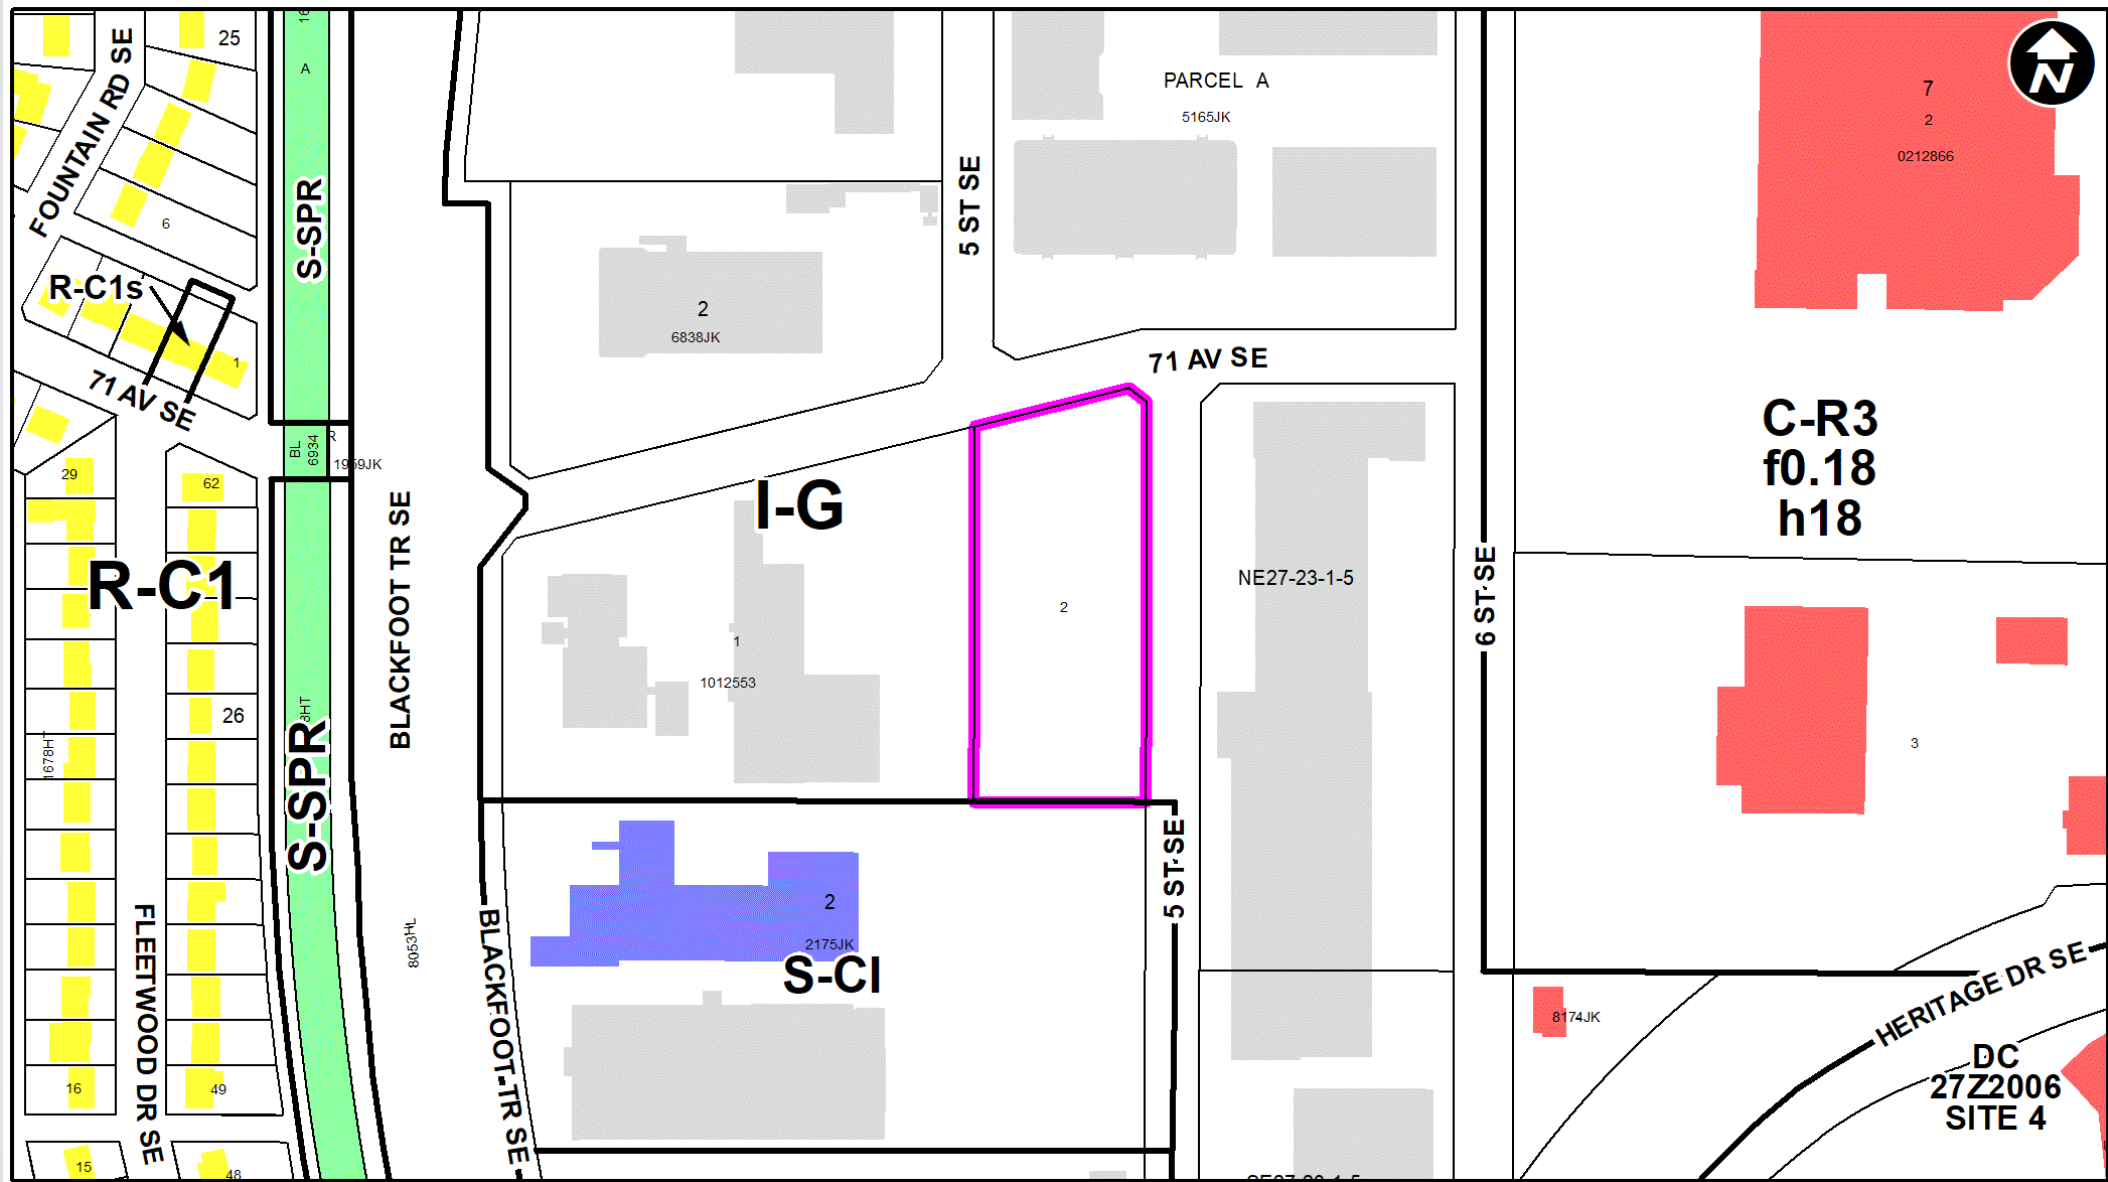 25
16
A
FOUNTAIN RD SE
S-SPR
6
R-C1s
1
71 AV SE
BL
6934
R
1959JK
29
62
R-C1
26
1678HT
8HT
S-SPR
FLEETWOOD DR SE
16
49
15
48
BLACKFOOT TR SE
8053HL
BLACKFOOT TR SE
5 ST SE
PARCEL A
5165JK
2
6838JK
71 AV SE
I-G
1
1012553
2
NE27-23-1-5
6 ST SE
5 ST SE
2
2175JK
S-CI
7
2
0212866
N
C-R3
f0.18
h18
3
8174JK
HERITAGE DR SE
DC
27Z2006
SITE 4